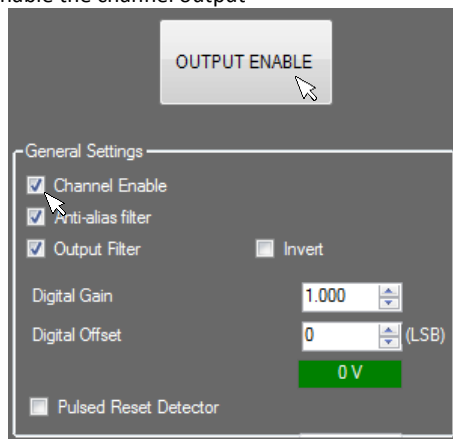 enable the channel output
OUTPUT ENABLE
General Settings
Channel Enable
Anti-alias filter
Output Filter Invert
Digital Gain 1.000
Digital Offset 0 (LSB)
0 V
Pulsed Reset Detector